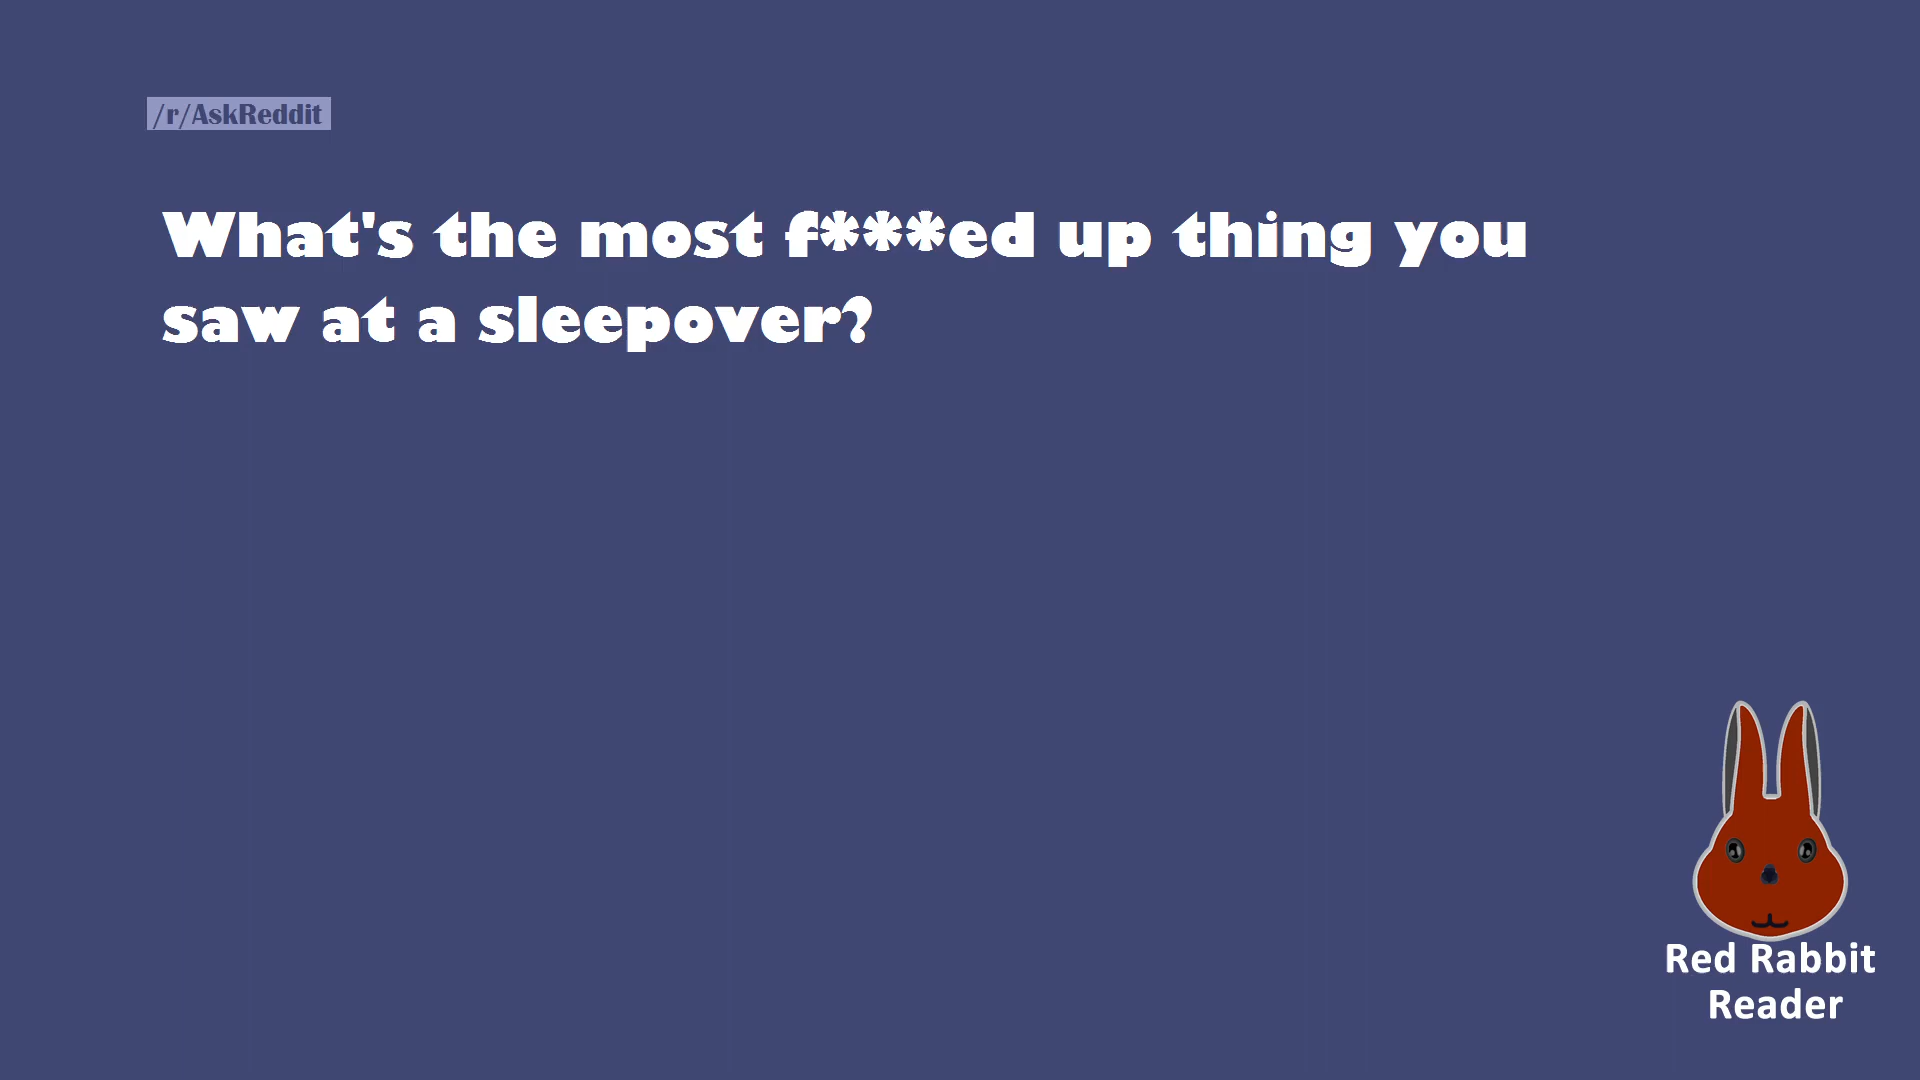 /r/AskReddit
What's the most f***ed up thing you
saw at a sleepover?
Red Rabbit
Reader